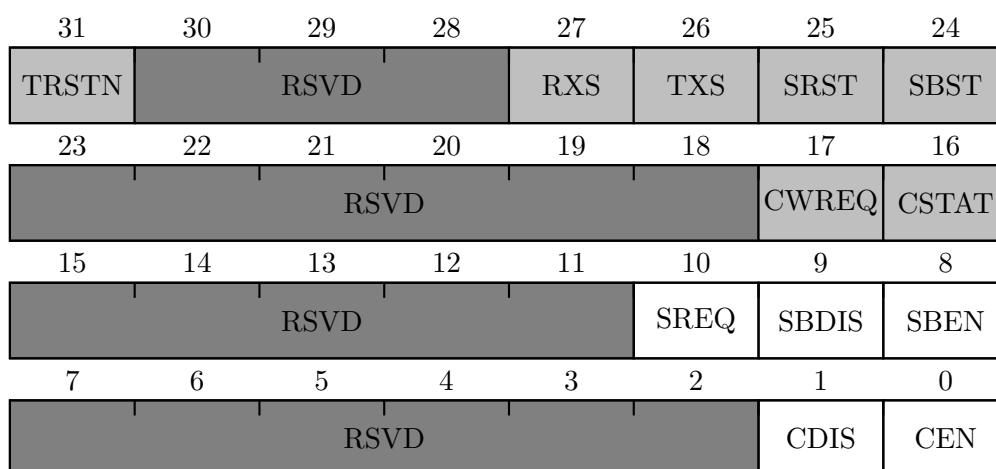 31 30 29 28 27 26 25 24
TRSTN RSVD RXS TXS SRST SBST
23 22 21 20 19 18 17 16
RSVD CWREQ CSTAT
15 14 13 12 11 10 9 8
RSVD SREQ SBDIS SBEN
7 6 5 4 3 2 1 0
RSVD CDIS CEN